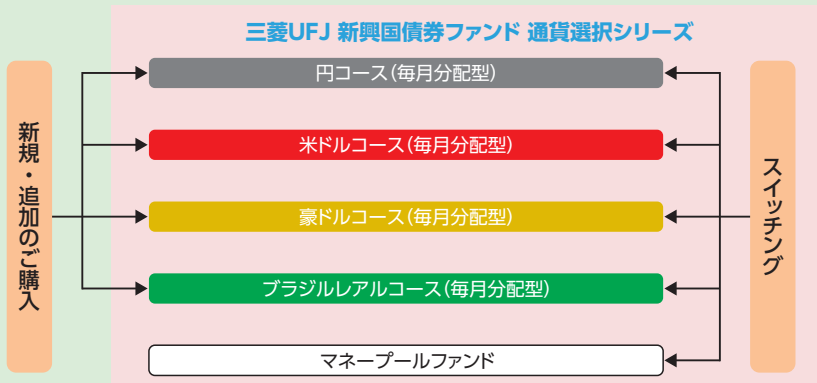 三菱UFJ 新興国債券ファンド 通貨選択シリーズ
新規・追加のご購入
円コース(毎月分配型)
米ドルコース(毎月分配型)
豪ドルコース(毎月分配型)
ブラジルレアルコース(毎月分配型)
マネープールファンド
スイッチング